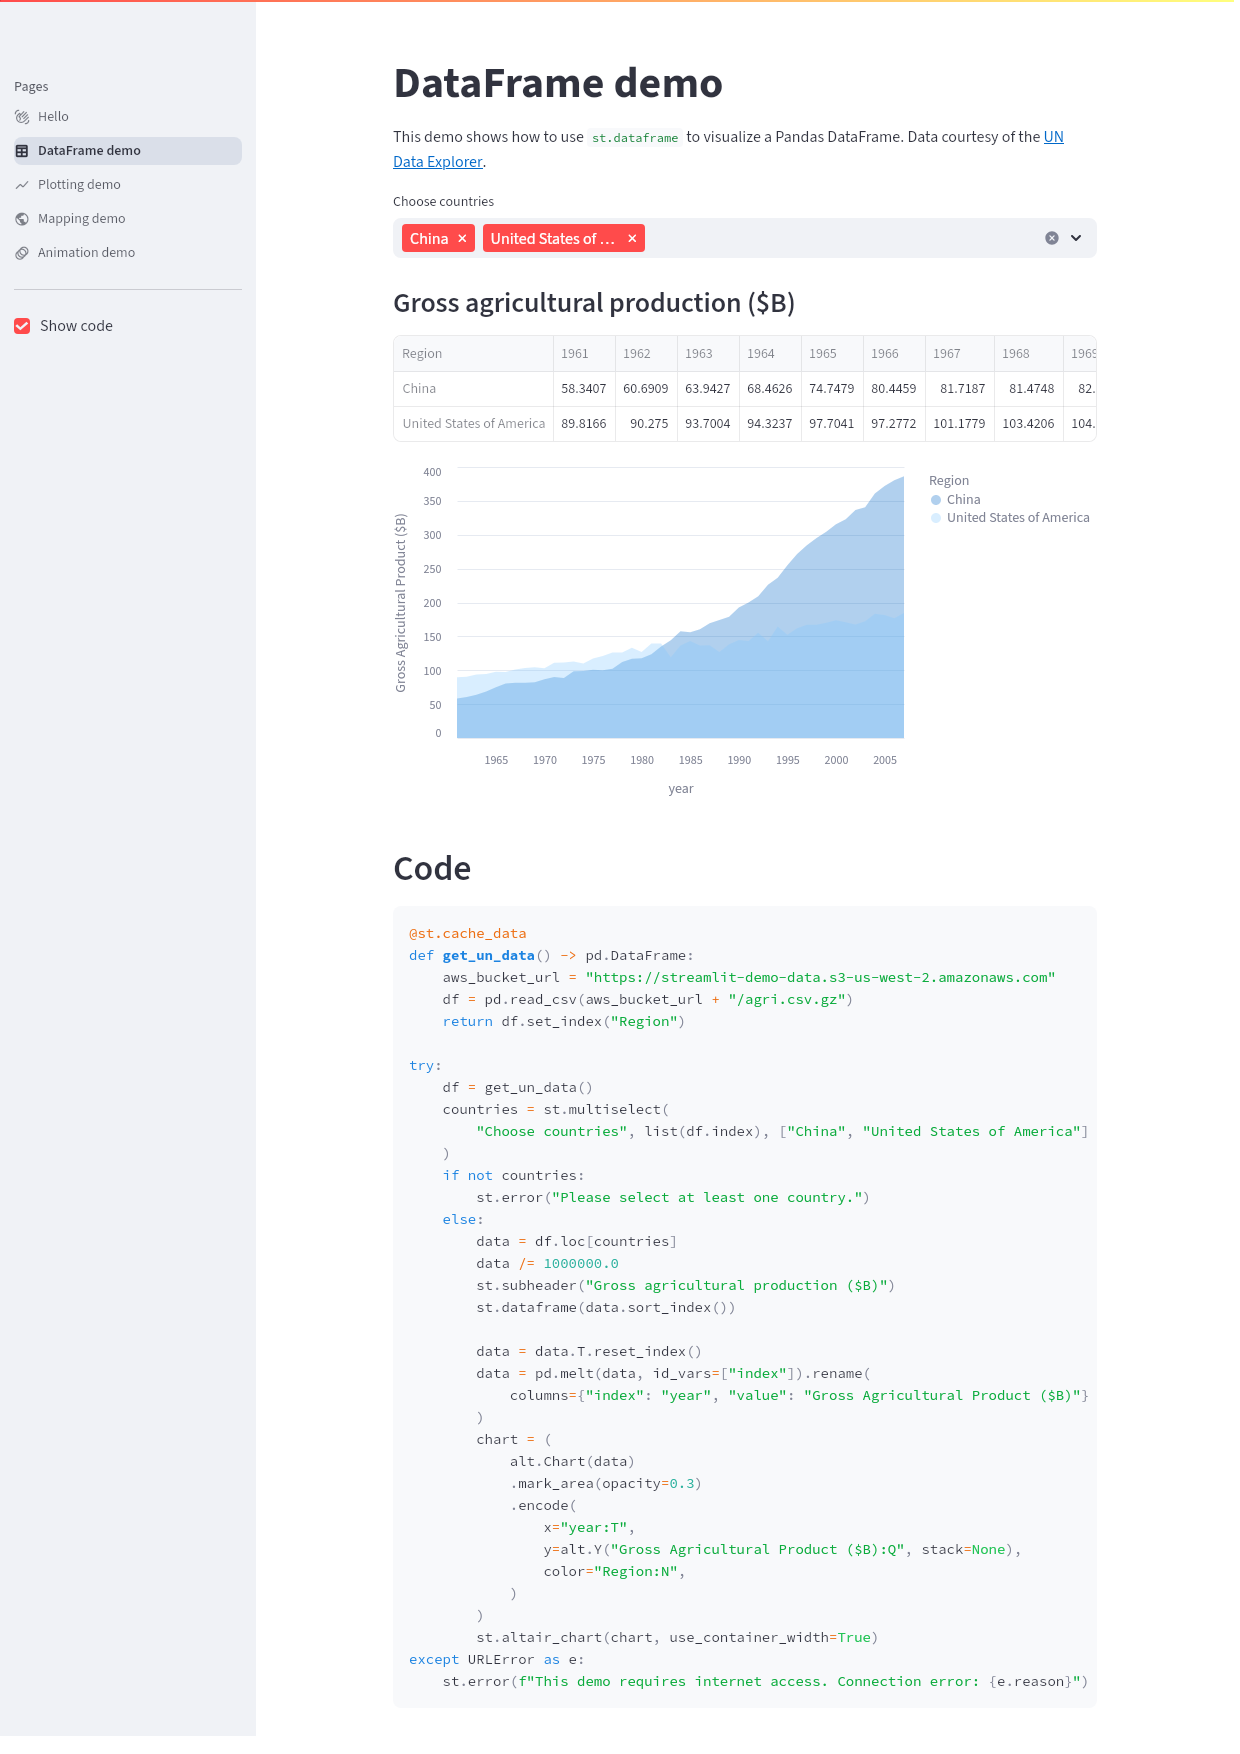 Pages
Hello
DataFrame demo
Plotting demo
Mapping demo
Animation demo
Show code
DataFrame demo
This demo shows how to use st.dataframe to visualize a Pandas DataFrame. Data courtesy of the UN
Data Explorer.
Choose countries
China
United States of …
Gross agricultural production ($B)
Region 1961 1962 1963 1964 1965 1966 1967 1968 1969
China 58.3407 60.6909 63.9427 68.4626 74.7479 80.4459 81.7187 81.4748 82.
United States of America 89.8166 90.275 93.7004 94.3237 97.7041 97.2772 101.1779 103.4206 104.
Gross Agricultural Product ($B)
400
350
300
250
200
150
100
50
0
1965 1970 1975 1980 1985 1990 1995 2000 2005
year
Region
China
United States of America
Code
@st.cache_data
def get_un_data() -> pd.DataFrame:
    aws_bucket_url = "https://streamlit-demo-data.s3-us-west-2.amazonaws.com"
    df = pd.read_csv(aws_bucket_url + "/agri.csv.gz")
    return df.set_index("Region")
try:
    df = get_un_data()
    countries = st.multiselect(
        "Choose countries", list(df.index), ["China", "United States of America"]
    )
    if not countries:
        st.error("Please select at least one country.")
    else:
        data = df.loc[countries]
        data /= 1000000.0
        st.subheader("Gross agricultural production ($B)")
        st.dataframe(data.sort_index())
        data = data.T.reset_index()
        data = pd.melt(data, id_vars=["index"]).rename(
            columns={"index": "year", "value": "Gross Agricultural Product ($B)"}
        )
        chart = (
            alt.Chart(data)
            .mark_area(opacity=0.3)
            .encode(
                x="year:T",
                y=alt.Y("Gross Agricultural Product ($B):Q", stack=None),
                color="Region:N",
            )
        )
        st.altair_chart(chart, use_container_width=True)
except URLError as e:
    st.error(f"This demo requires internet access. Connection error: {e.reason}")